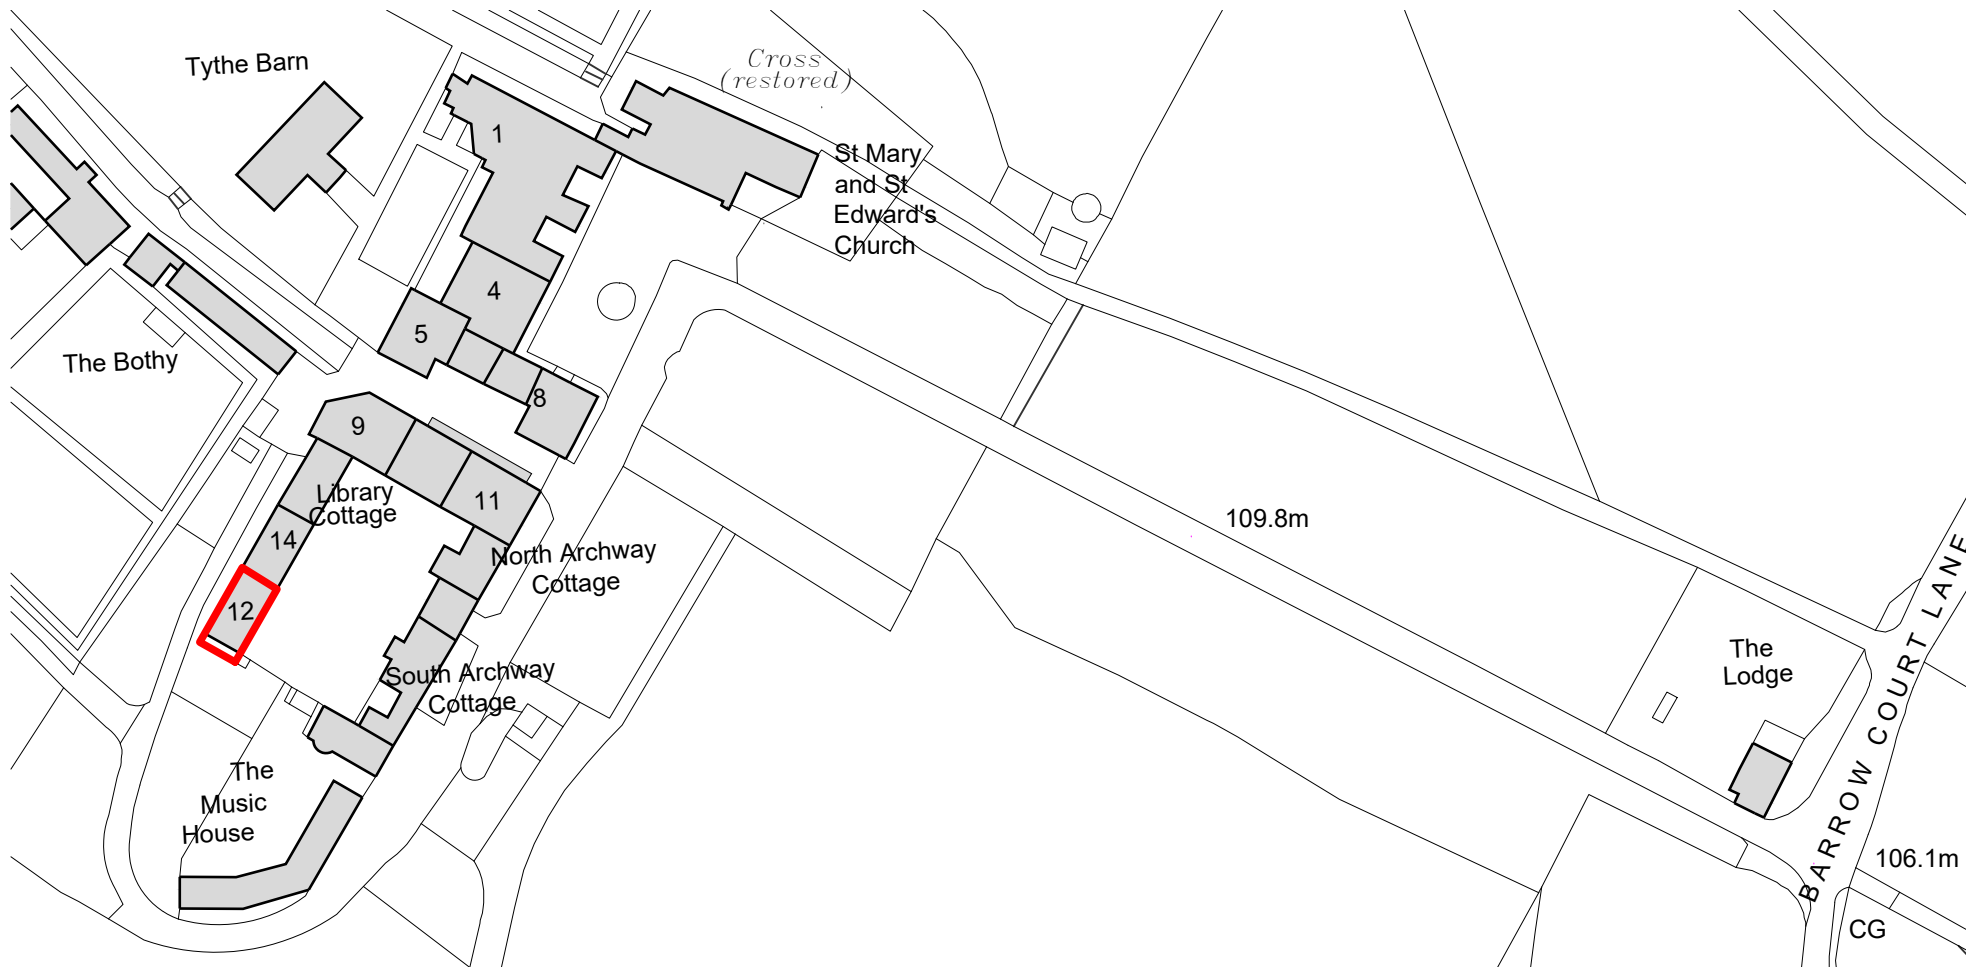 Tythe Barn
Cross
(restored)
1
St Mary
and St
Edward's
Church
4
5
The Bothy
8
9
Library
Cottage
11
14
North Archway
Cottage
109.8m
12
South Archway
Cottage
The
Lodge
BARROW COURT LANE
The
Music
House
106.1m
CG